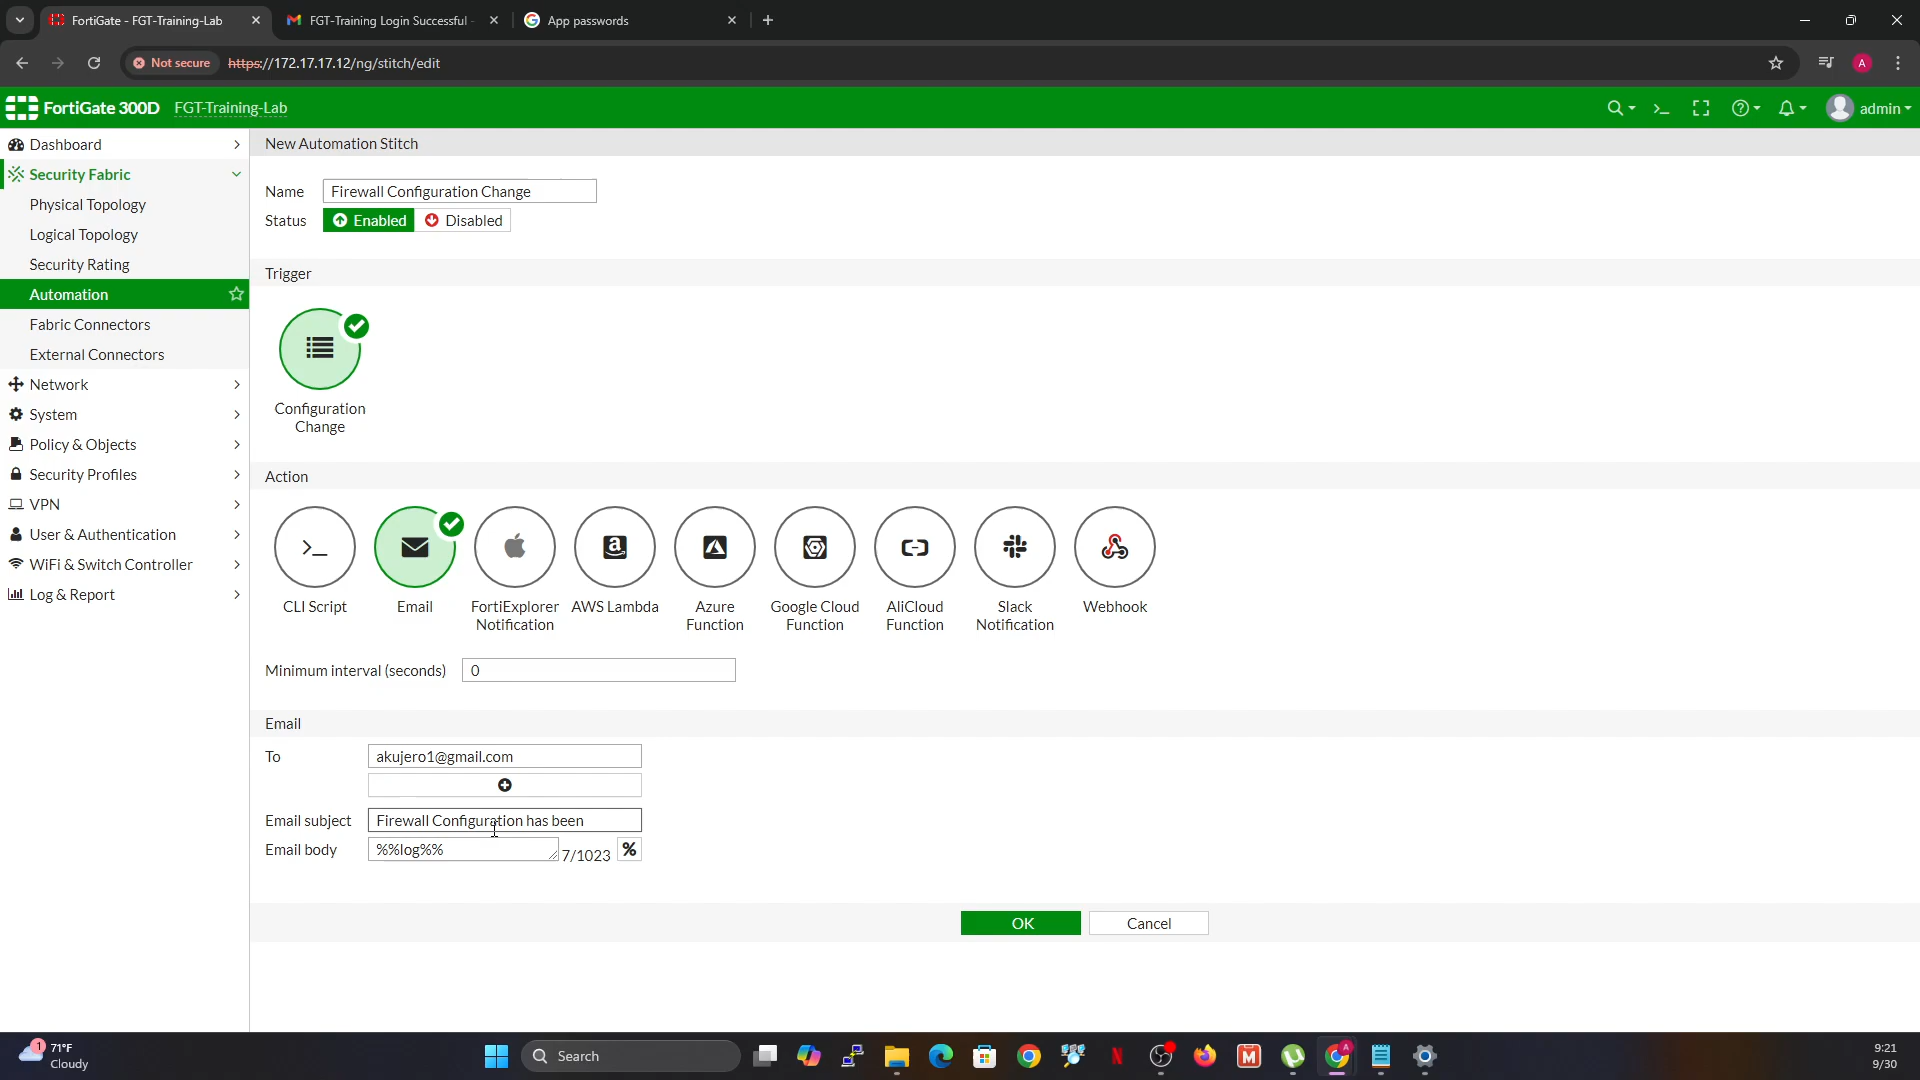 FortiGate - FGT-Training-Lab
FGT-Training Login Successful -
App passwords
Not secure
https://172.17.17.12/ng/stitch/edit
A
FortiGate 300D
FGT-Training-Lab
admin
Dashboard
Security Fabric
Physical Topology
Logical Topology
Security Rating
Automation
Fabric Connectors
External Connectors
Network
System
Policy & Objects
Security Profiles
VPN
User & Authentication
WiFi & Switch Controller
Log & Report
New Automation Stitch
Name Firewall Configuration Change
Status Enabled Disabled
Trigger
Configuration
Change
Action
CLI Script
Email
FortiExplorer
Notification
AWS Lambda
Azure
Function
Google Cloud
Function
AliCloud
Function
Slack
Notification
Webhook
Minimum interval (seconds) 0
Email
To akujero1@gmail.com
Email subject Firewall Configuration has been
Email body %%log%% 7/1023 %
OK Cancel
1
71°F
Cloudy
Search
9:21
9/30